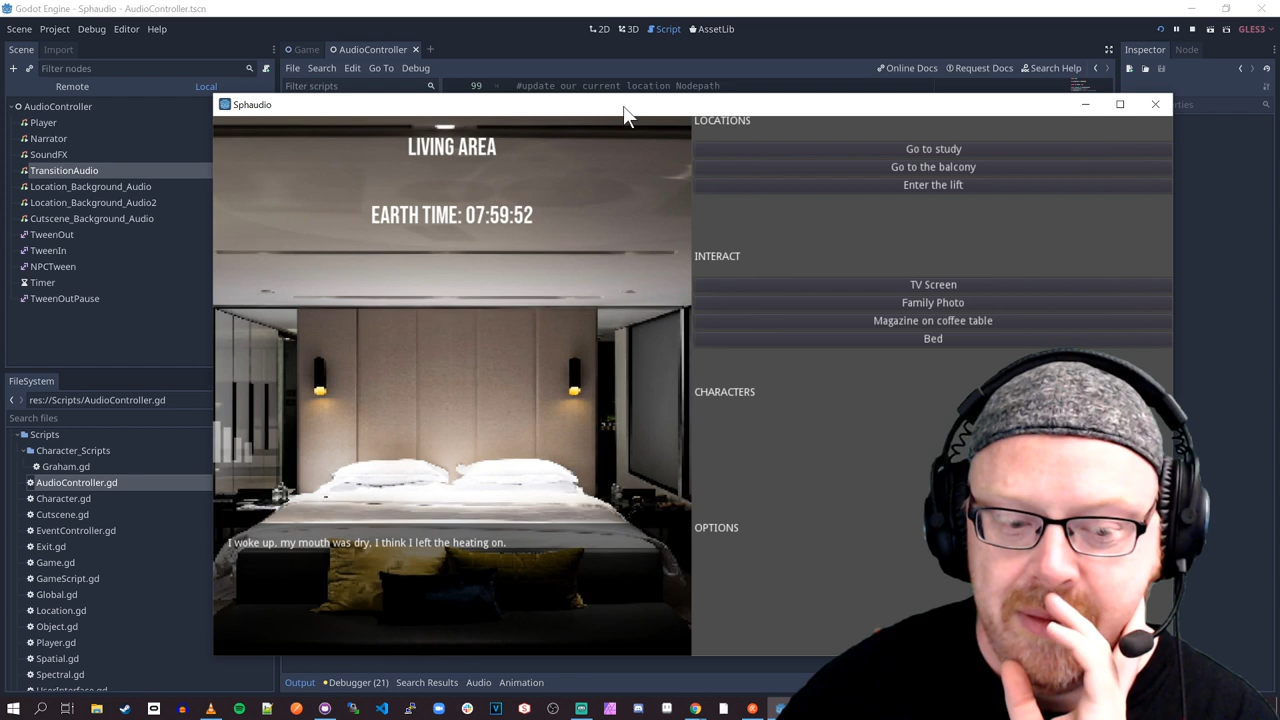 Godot Engine - Sphaudio - AudioController.tscn
Scene Project Debug Editor Help
2D 3D Script AssetLib
GLES3
Scene Import
Game AudioController
Inspector Node
Filter nodes
File Search Edit Go To Debug
Online Docs Request Docs Search Help
Remote Local
Filter scripts
99 #update our current location Nodepath
AudioController
Player
Narrator
SoundFX
TransitionAudio
Location_Background_Audio
Location_Background_Audio2
Cutscene_Background_Audio
TweenOut
TweenIn
NPCTween
Timer
TweenOutPause
FileSystem
res://Scripts/AudioController.gd
Search files
Scripts
Character_Scripts
Graham.gd
AudioController.gd
Character.gd
Cutscene.gd
EventController.gd
Exit.gd
Game.gd
GameScript.gd
Global.gd
Location.gd
Object.gd
Player.gd
Spatial.gd
Spectral.gd
UserInterface.gd
Sphaudio
LIVING AREA
EARTH TIME: 07:59:52
I woke up, my mouth was dry, I think I left the heating on.
LOCATIONS
Go to study
Go to the balcony
Enter the lift
INTERACT
TV Screen
Family Photo
Magazine on coffee table
Bed
CHARACTERS
OPTIONS
Output Debugger (21) Search Results Audio Animation